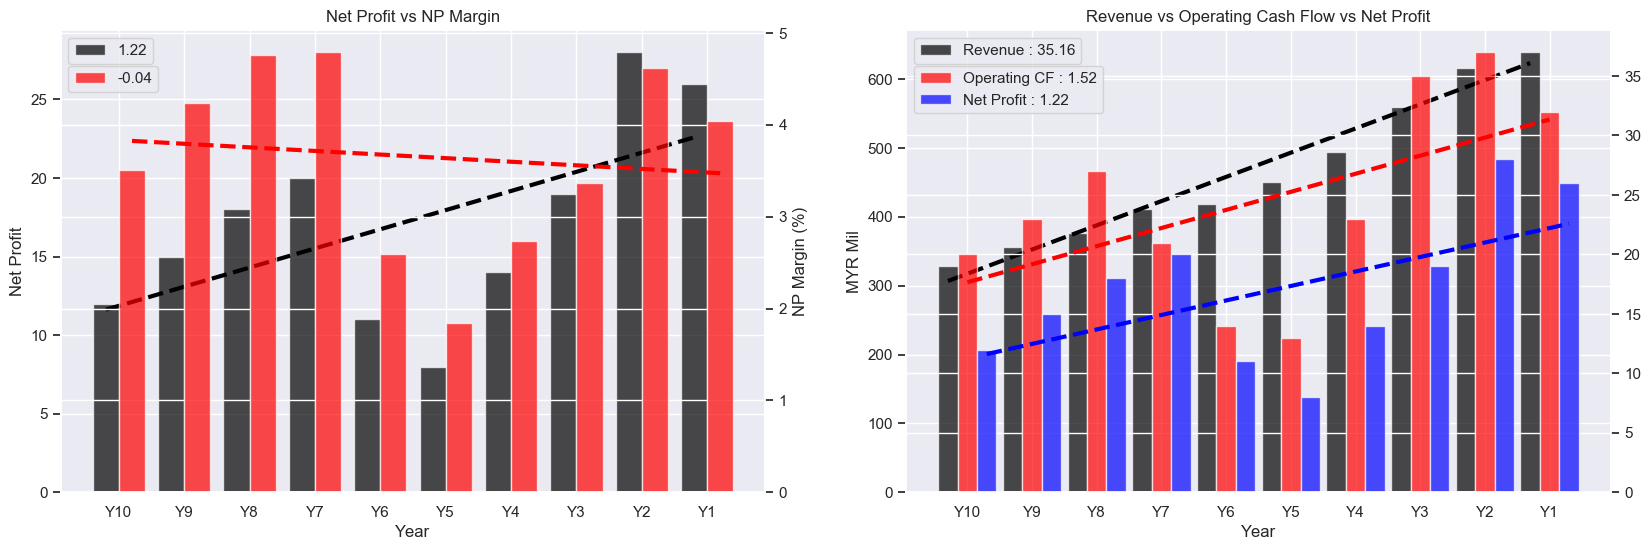 Net Profit vs NP Margin
1.22
-0.04
Net Profit
0
5
10
15
20
25
0
1
2
3
4
5
NP Margin (%)
Y10 Y9 Y8 Y7 Y6 Y5 Y4 Y3 Y2 Y1
Year
Revenue vs Operating Cash Flow vs Net Profit
Revenue : 35.16
Operating CF : 1.52
Net Profit : 1.22
MYR Mil
0
100
200
300
400
500
600
0
5
10
15
20
25
30
35
Y10 Y9 Y8 Y7 Y6 Y5 Y4 Y3 Y2 Y1
Year